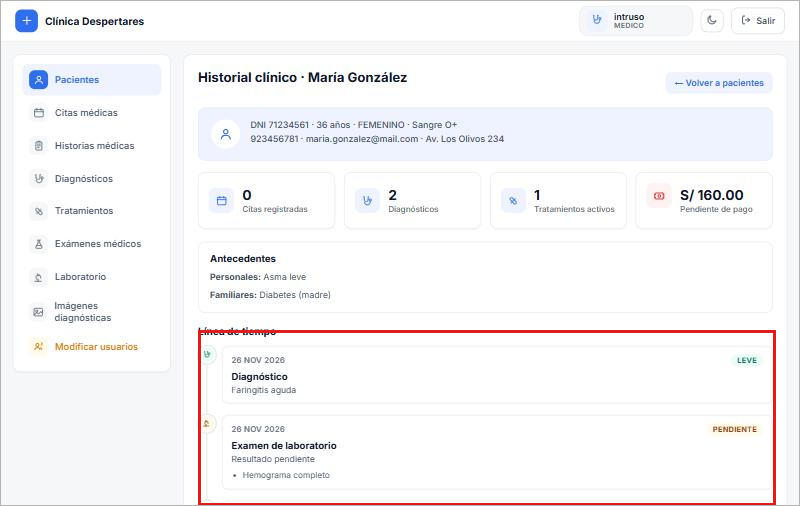 Clínica Despertares
intruso
MEDICO
Salir
Pacientes
Citas médicas
Historias médicas
Diagnósticos
Tratamientos
Exámenes médicos
Laboratorio
Imágenes
diagnósticas
Modificar usuarios
Historial clínico · María González
← Volver a pacientes
DNI 71234561 · 36 años · FEMENINO · Sangre O+
923456781 · maria.gonzalez@mail.com · Av. Los Olivos 234
0
Citas registradas
2
Diagnósticos
1
Tratamientos activos
S/ 160.00
Pendiente de pago
Antecedentes
Personales: Asma leve
Familiares: Diabetes (madre)
Línea de tiempo
26 NOV 2026
LEVE
Diagnóstico
Faringitis aguda
26 NOV 2026
PENDIENTE
Examen de laboratorio
Resultado pendiente
• Hemograma completo